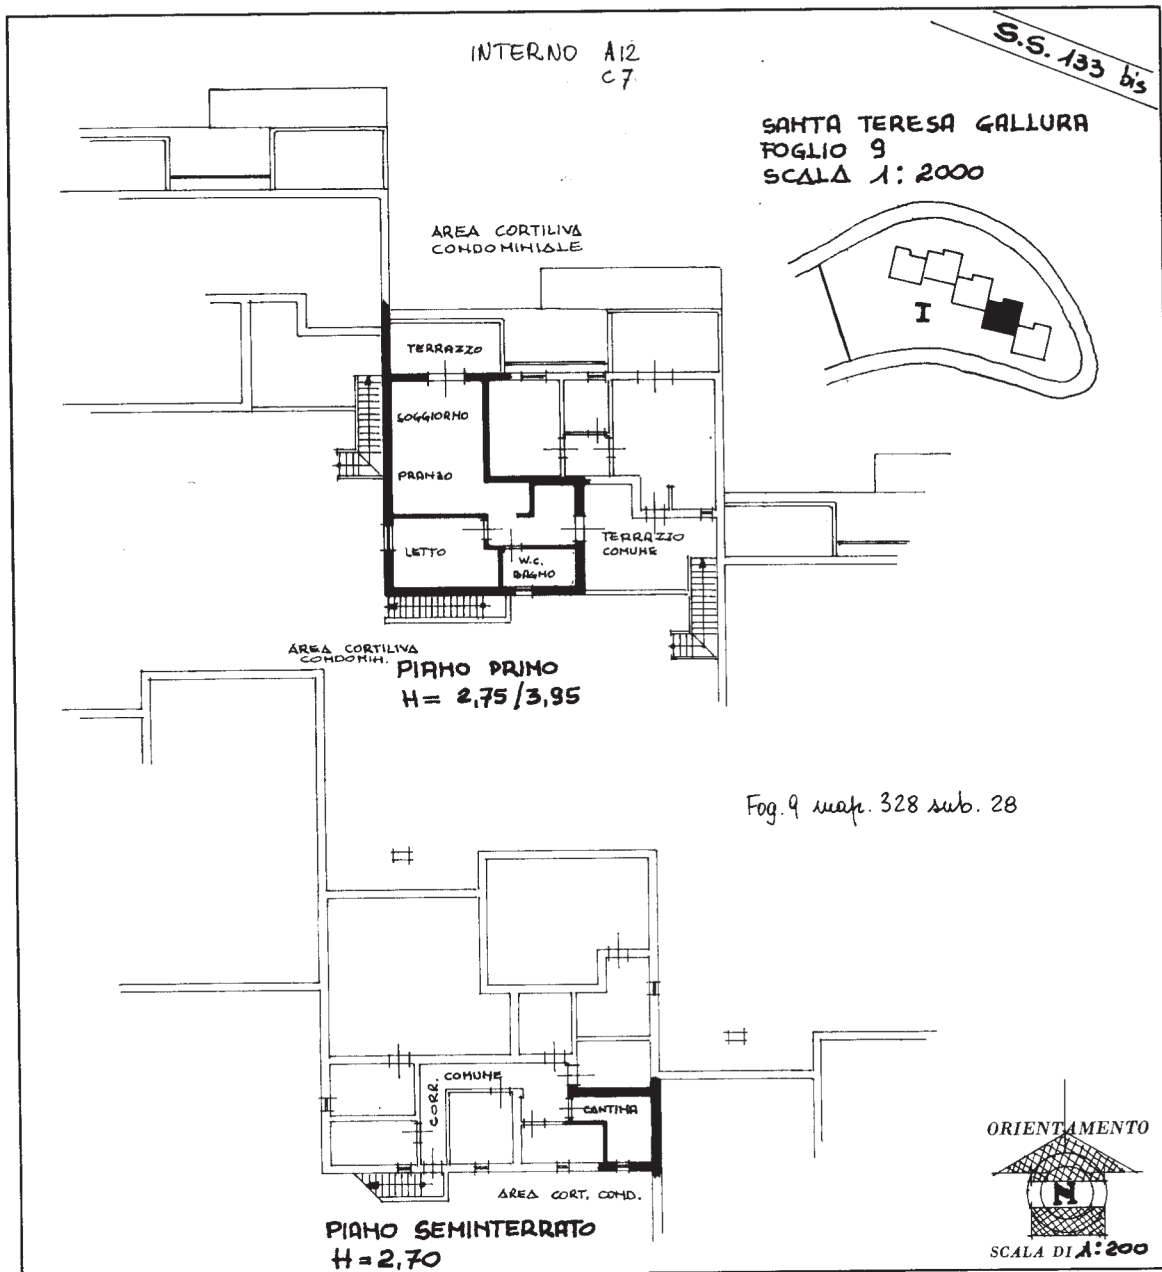 INTERNO A12
C7
S.S. 133 bis
SANTA TERESA GALLURA
FOGLIO 9
SCALA 1:2000
AREA CORTILIVA
CONDOMINIALE
I
TERRAZZO
SOGGIORNO
PRANZO
LETTO
W.C.
BAGNO
TERRAZZO
COMUNE
AREA CORTILIVA
CONDOMIN.
PIANO PRIMO
H= 2,75/3,95
Fog. 9 map. 328 sub. 28
CORR. COMUNE
CANTINA
AREA CORT. COND.
PIANO SEMINTERRATO
H=2,70
ORIENTAMENTO
N
SCALA DI 1:200